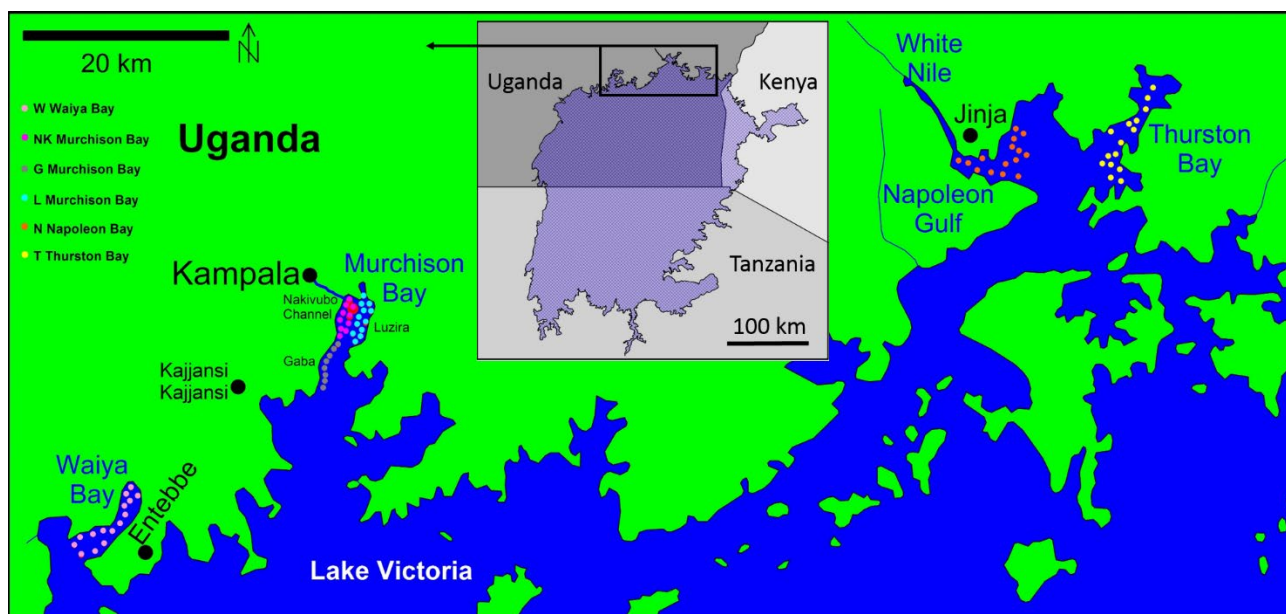 20 km
N
W Waiya Bay
NK Murchison Bay
G Murchison Bay
L Murchison Bay
N Napoleon Bay
T Thurston Bay
Uganda
Kampala
Murchison
Bay
Nakivubo
Channel
Luzira
Gaba
Kajjansi
Kajjansi
Waiya
Bay
Entebbe
Lake Victoria
Uganda
Kenya
Tanzania
100 km
White
Nile
Jinja
Napoleon
Gulf
Thurston
Bay